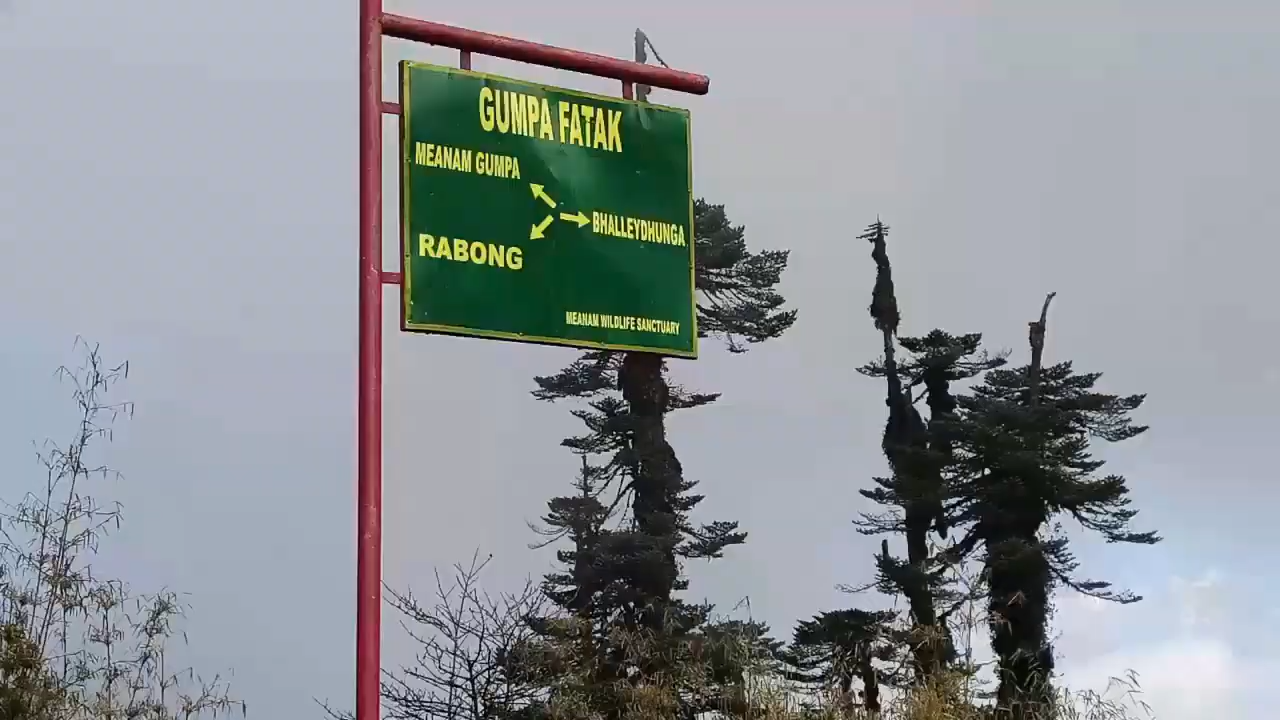 GUMPA FATAK
MEANAM GUMPA
BHALLEYDHUNGA
RABONG
MEANAM WILDLIFE SANCTUARY